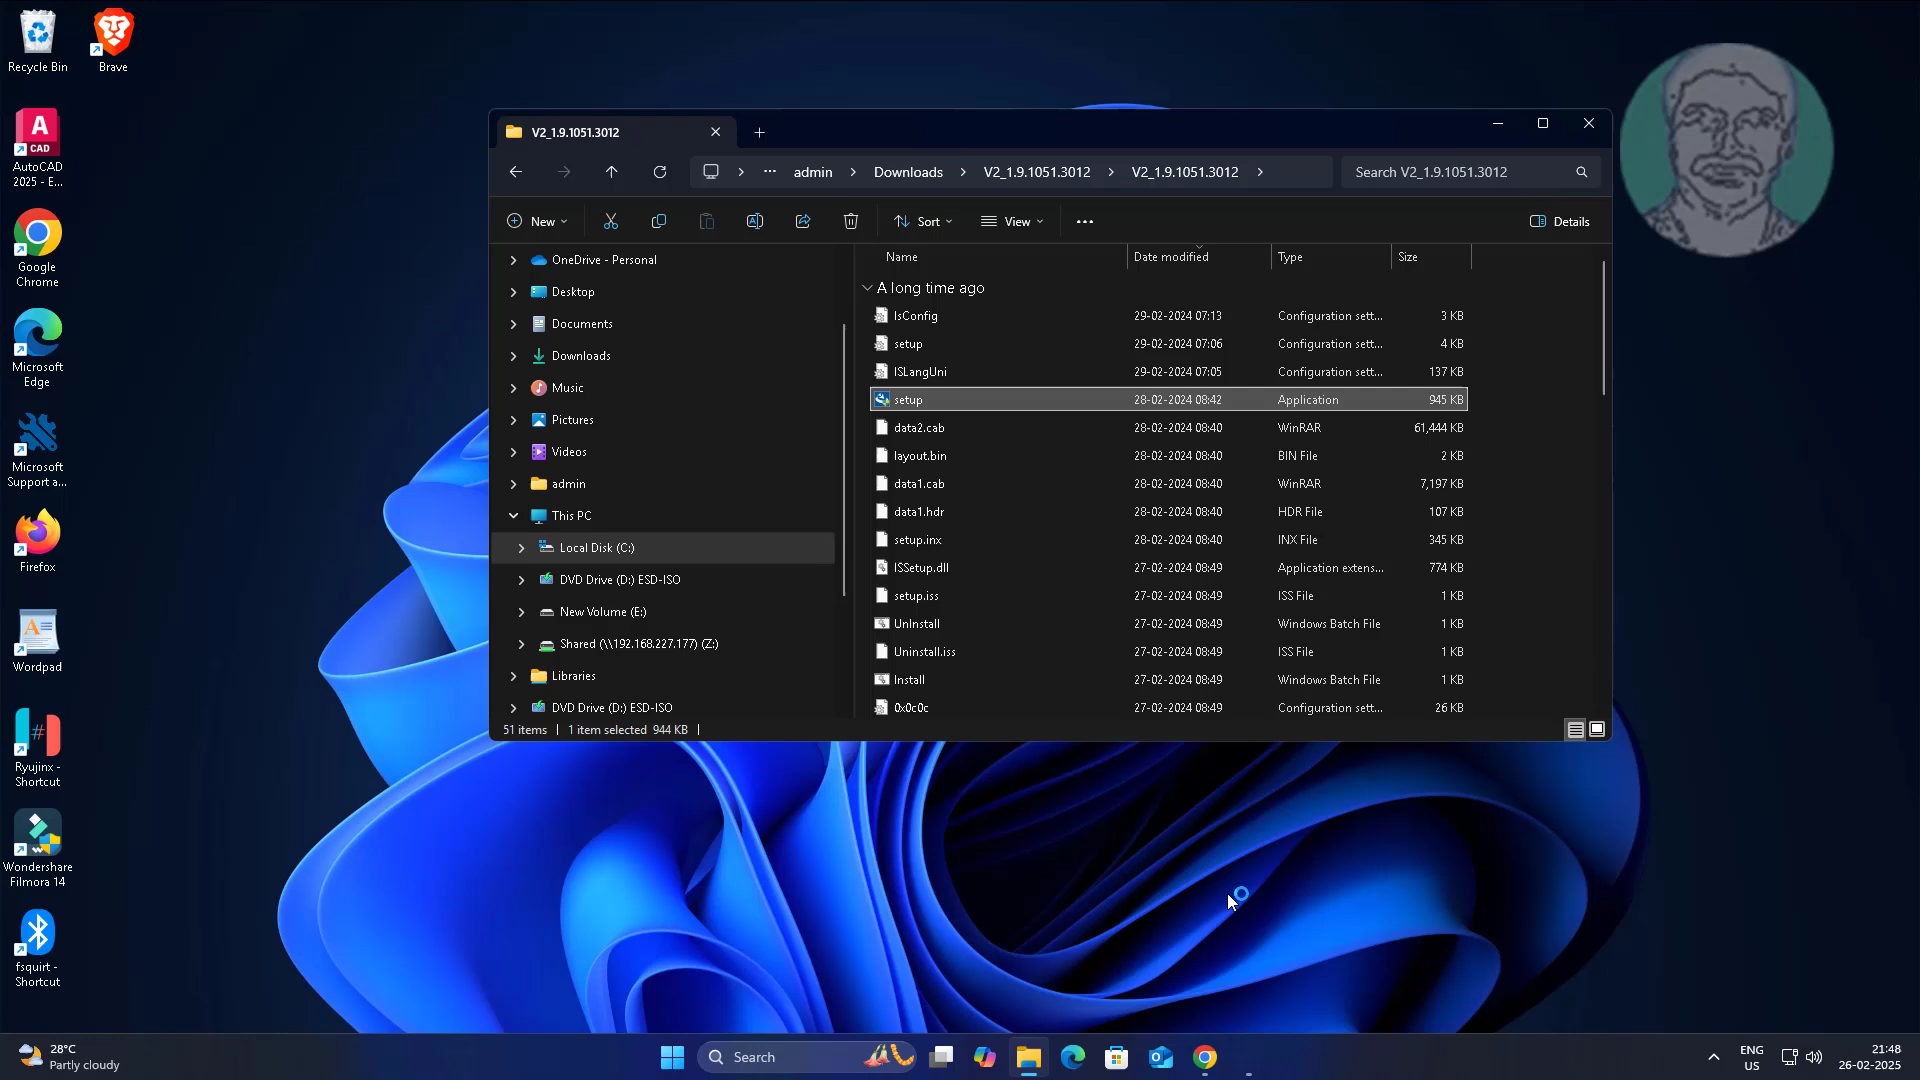 Recycle Bin
Brave
AutoCAD
2025 - E...
Google
Chrome
Microsoft
Edge
Microsoft
Support a...
Firefox
Wordpad
Ryujinx -
Shortcut
Wondershare
Filmora 14
fsquirt -
Shortcut
V2_1.9.1051.3012
admin
Downloads
V2_1.9.1051.3012
V2_1.9.1051.3012
Search V2_1.9.1051.3012
New
Sort
View
Details
OneDrive - Personal
Desktop
Documents
Downloads
Music
Pictures
Videos
admin
This PC
Local Disk (C:)
DVD Drive (D:) ESD-ISO
New Volume (E:)
Shared (\\192.168.227.177) (Z:)
Libraries
DVD Drive (D:) ESD-ISO
Name Date modified Type Size
A long time ago
IsConfig 29-02-2024 07:13 Configuration sett... 3 KB
setup 29-02-2024 07:06 Configuration sett... 4 KB
ISLangUni 29-02-2024 07:05 Configuration sett... 137 KB
setup 28-02-2024 08:42 Application 945 KB
data2.cab 28-02-2024 08:40 WinRAR 61,444 KB
layout.bin 28-02-2024 08:40 BIN File 2 KB
data1.cab 28-02-2024 08:40 WinRAR 7,197 KB
data1.hdr 28-02-2024 08:40 HDR File 107 KB
setup.inx 28-02-2024 08:40 INX File 345 KB
ISSetup.dll 27-02-2024 08:49 Application extens... 774 KB
setup.iss 27-02-2024 08:49 ISS File 1 KB
UnInstall 27-02-2024 08:49 Windows Batch File 1 KB
Uninstall.iss 27-02-2024 08:49 ISS File 1 KB
Install 27-02-2024 08:49 Windows Batch File 1 KB
0x0c0c 27-02-2024 08:49 Configuration sett... 26 KB
51 items 1 item selected 944 KB
28°C
Partly cloudy
Search
ENG
US
21:48
26-02-2025